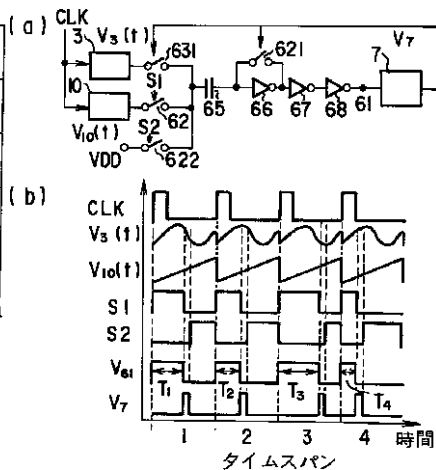 (a)
CLK
3 V₃(t) 631 621 V₇
S1
10 65 66 67 68 61 7
V₁₀(t) S2 62
VDD 622
(b)
CLK
V₃(t)
V₁₀(t)
S1
S2
V₆₁ T₁ T₂ T₃ T₄
V₇
1 2 3 4 時間
タイムスパン